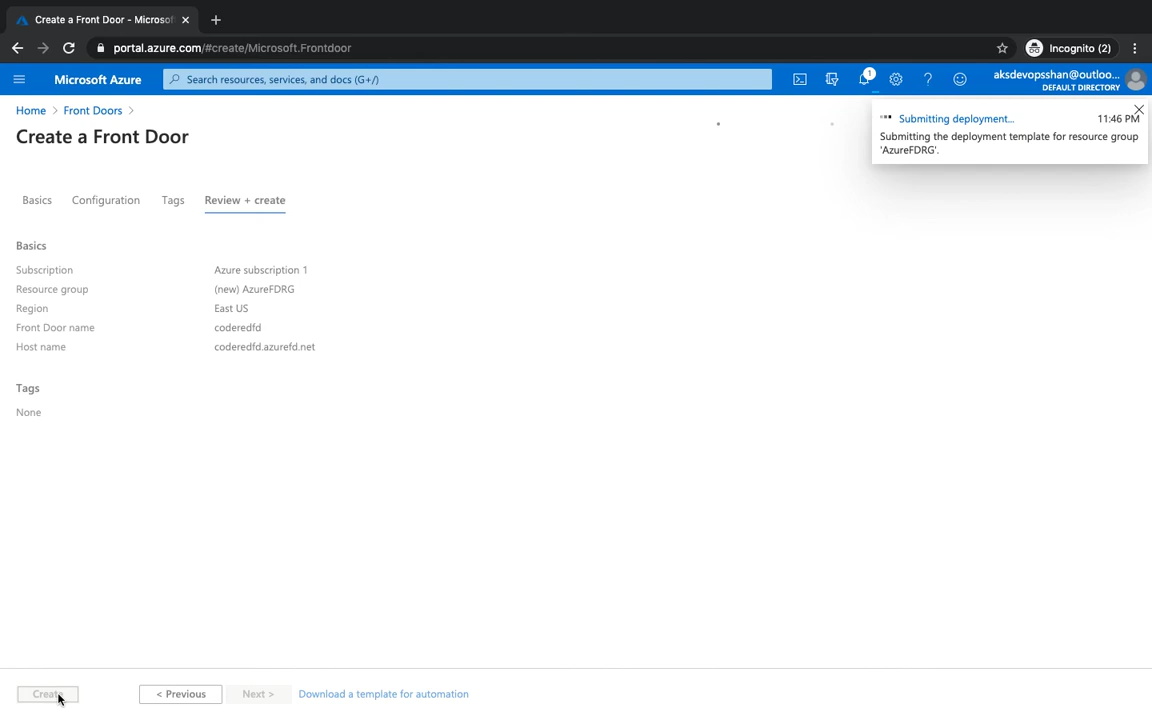 Create a Front Door - Microsof
portal.azure.com/#create/Microsoft.Frontdoor
Incognito (2)
Microsoft Azure
Search resources, services, and docs (G+/)
1
aksdevopsshan@outloo...
DEFAULT DIRECTORY
Home > Front Doors >
Create a Front Door
Submitting deployment...
11:46 PM
Submitting the deployment template for resource group
'AzureFDRG'.
Basics
Configuration
Tags
Review + create
Basics
Subscription
Azure subscription 1
Resource group
(new) AzureFDRG
Region
East US
Front Door name
coderedfd
Host name
coderedfd.azurefd.net
Tags
None
Create
< Previous
Next >
Download a template for automation